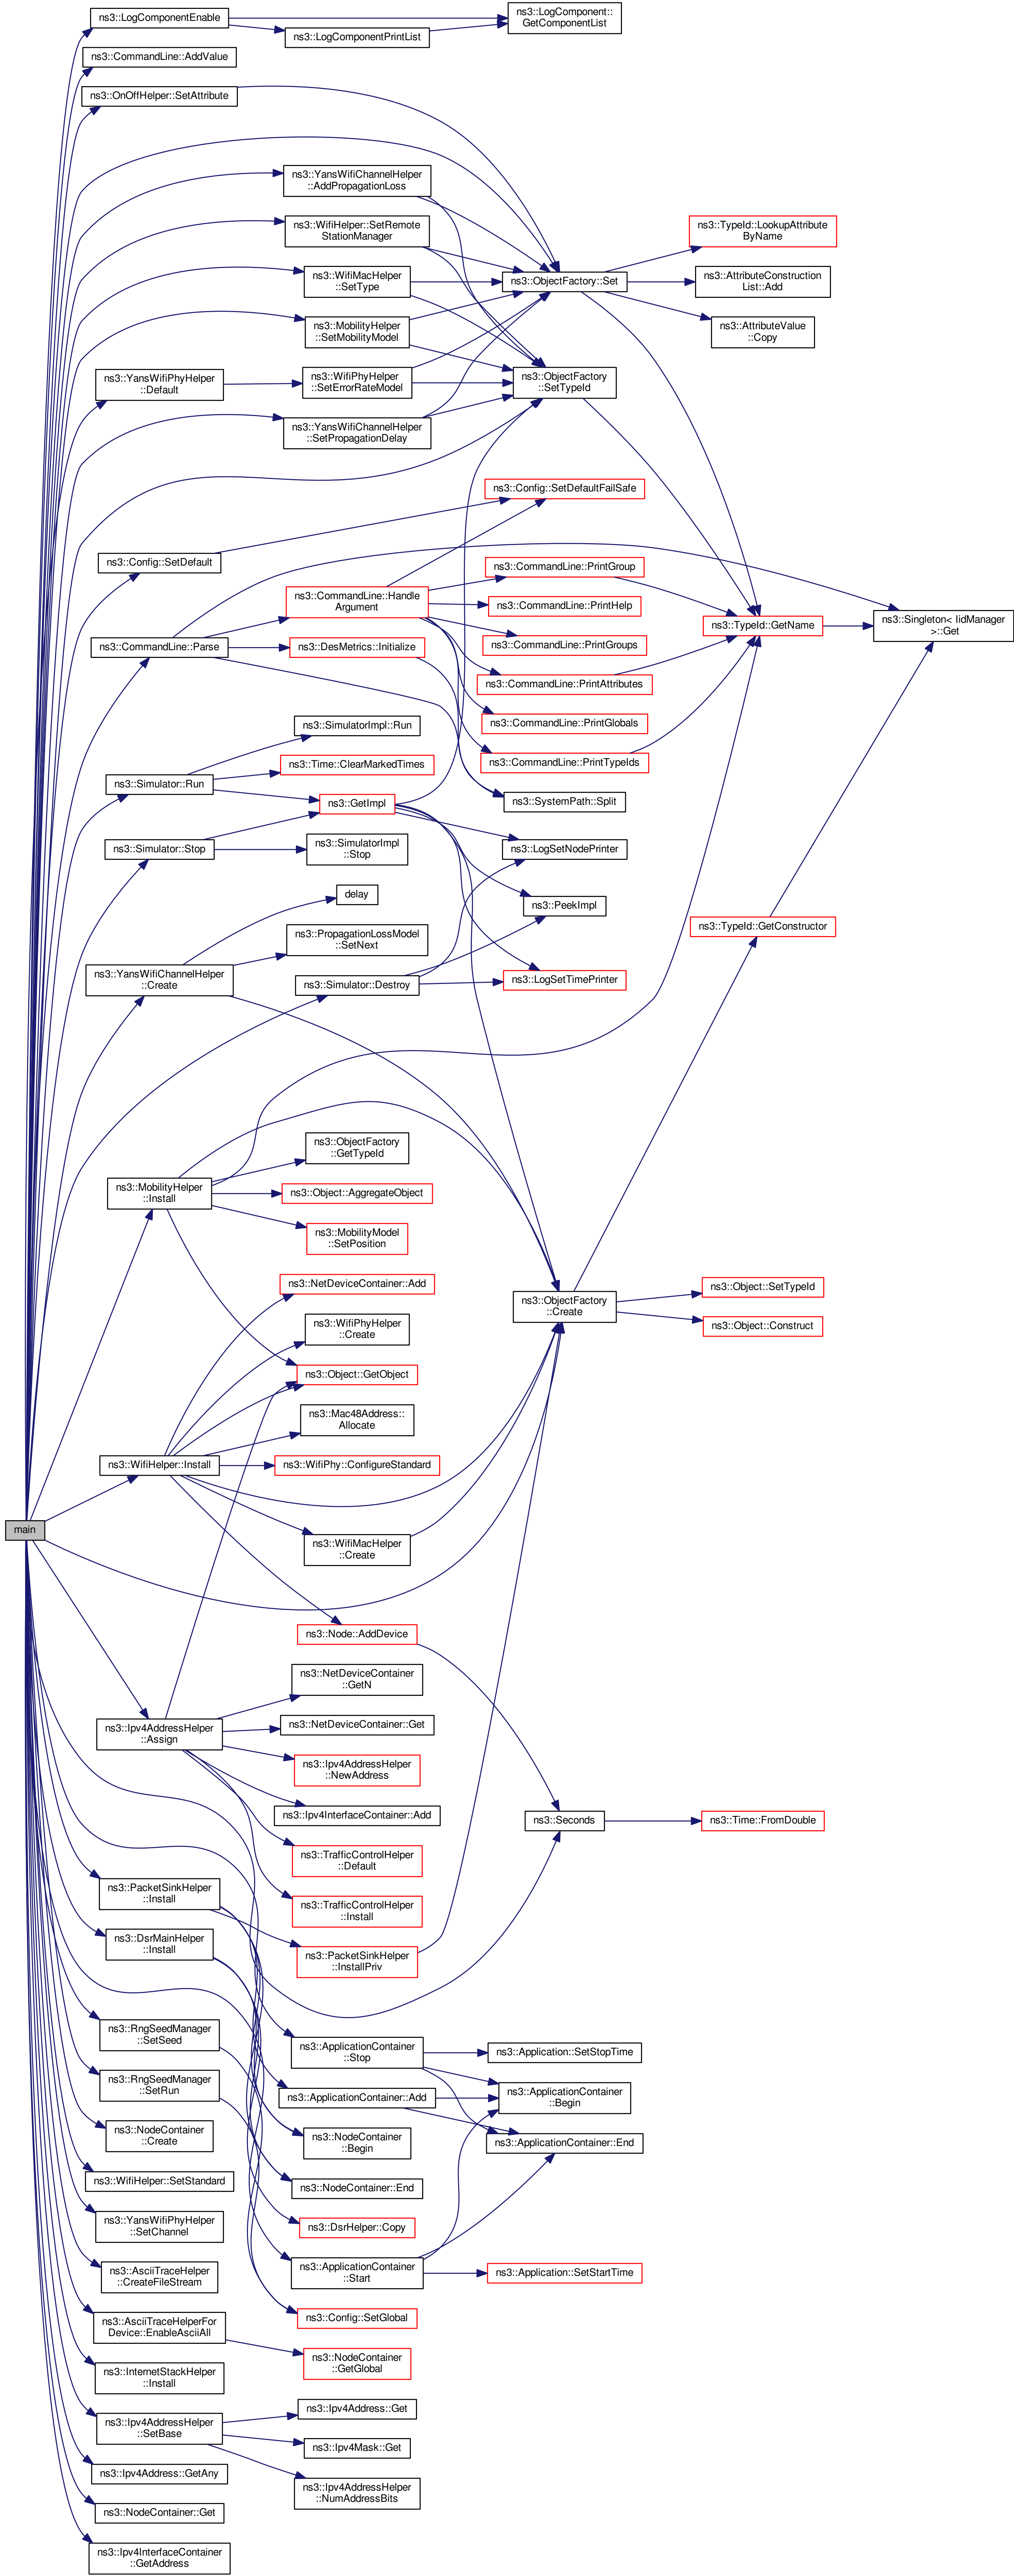 ns3::LogComponentEnable
ns3::LogComponent::
GetComponentList
ns3::LogComponentPrintList
ns3::CommandLine::AddValue
ns3::OnOffHelper::SetAttribute
ns3::YansWifiChannelHelper
::AddPropagationLoss
ns3::WifiHelper::SetRemote
StationManager
ns3::TypeId::LookupAttribute
ByName
ns3::WifiMacHelper
::SetType
ns3::ObjectFactory::Set
ns3::AttributeConstruction
List::Add
ns3::MobilityHelper
::SetMobilityModel
ns3::AttributeValue
::Copy
ns3::YansWifiPhyHelper
::Default
ns3::WifiPhyHelper
::SetErrorRateModel
ns3::ObjectFactory
::SetTypeId
ns3::YansWifiChannelHelper
::SetPropagationDelay
ns3::Config::SetDefaultFailSafe
ns3::Config::SetDefault
ns3::CommandLine::PrintGroup
ns3::CommandLine::Handle
Argument
ns3::CommandLine::PrintHelp
ns3::TypeId::GetName
ns3::Singleton< IidManager
>::Get
ns3::CommandLine::Parse
ns3::DesMetrics::Initialize
ns3::CommandLine::PrintGroups
ns3::CommandLine::PrintAttributes
ns3::CommandLine::PrintGlobals
ns3::SimulatorImpl::Run
ns3::Time::ClearMarkedTimes
ns3::CommandLine::PrintTypeIds
ns3::Simulator::Run
ns3::GetImpl
ns3::SystemPath::Split
ns3::Simulator::Stop
ns3::SimulatorImpl
::Stop
ns3::LogSetNodePrinter
delay
ns3::PeekImpl
ns3::TypeId::GetConstructor
ns3::PropagationLossModel
::SetNext
ns3::YansWifiChannelHelper
::Create
ns3::Simulator::Destroy
ns3::LogSetTimePrinter
ns3::ObjectFactory
::GetTypeId
ns3::MobilityHelper
::Install
ns3::Object::AggregateObject
ns3::MobilityModel
::SetPosition
ns3::NetDeviceContainer::Add
ns3::ObjectFactory
::Create
ns3::Object::SetTypeId
ns3::Object::Construct
ns3::WifiPhyHelper
::Create
ns3::Object::GetObject
ns3::Mac48Address::
Allocate
ns3::WifiHelper::Install
ns3::WifiPhy::ConfigureStandard
main
ns3::WifiMacHelper
::Create
ns3::Node::AddDevice
ns3::NetDeviceContainer
::GetN
ns3::Ipv4AddressHelper
::Assign
ns3::NetDeviceContainer::Get
ns3::Ipv4AddressHelper
::NewAddress
ns3::Ipv4InterfaceContainer::Add
ns3::Seconds
ns3::Time::FromDouble
ns3::TrafficControlHelper
::Default
ns3::PacketSinkHelper
::Install
ns3::TrafficControlHelper
::Install
ns3::DsrMainHelper
::Install
ns3::PacketSinkHelper
::InstallPriv
ns3::RngSeedManager
::SetSeed
ns3::ApplicationContainer
::Stop
ns3::Application::SetStopTime
ns3::RngSeedManager
::SetRun
ns3::ApplicationContainer::Add
ns3::ApplicationContainer
::Begin
ns3::NodeContainer
::Create
ns3::NodeContainer
::Begin
ns3::ApplicationContainer::End
ns3::WifiHelper::SetStandard
ns3::NodeContainer::End
ns3::YansWifiPhyHelper
::SetChannel
ns3::DsrHelper::Copy
ns3::AsciiTraceHelper
::CreateFileStream
ns3::ApplicationContainer
::Start
ns3::Application::SetStartTime
ns3::AsciiTraceHelperFor
Device::EnableAsciiAll
ns3::Config::SetGlobal
ns3::NodeContainer
::GetGlobal
ns3::InternetStackHelper
::Install
ns3::Ipv4AddressHelper
::SetBase
ns3::Ipv4Address::Get
ns3::Ipv4Mask::Get
ns3::Ipv4Address::GetAny
ns3::Ipv4AddressHelper
::NumAddressBits
ns3::NodeContainer::Get
ns3::Ipv4InterfaceContainer
::GetAddress